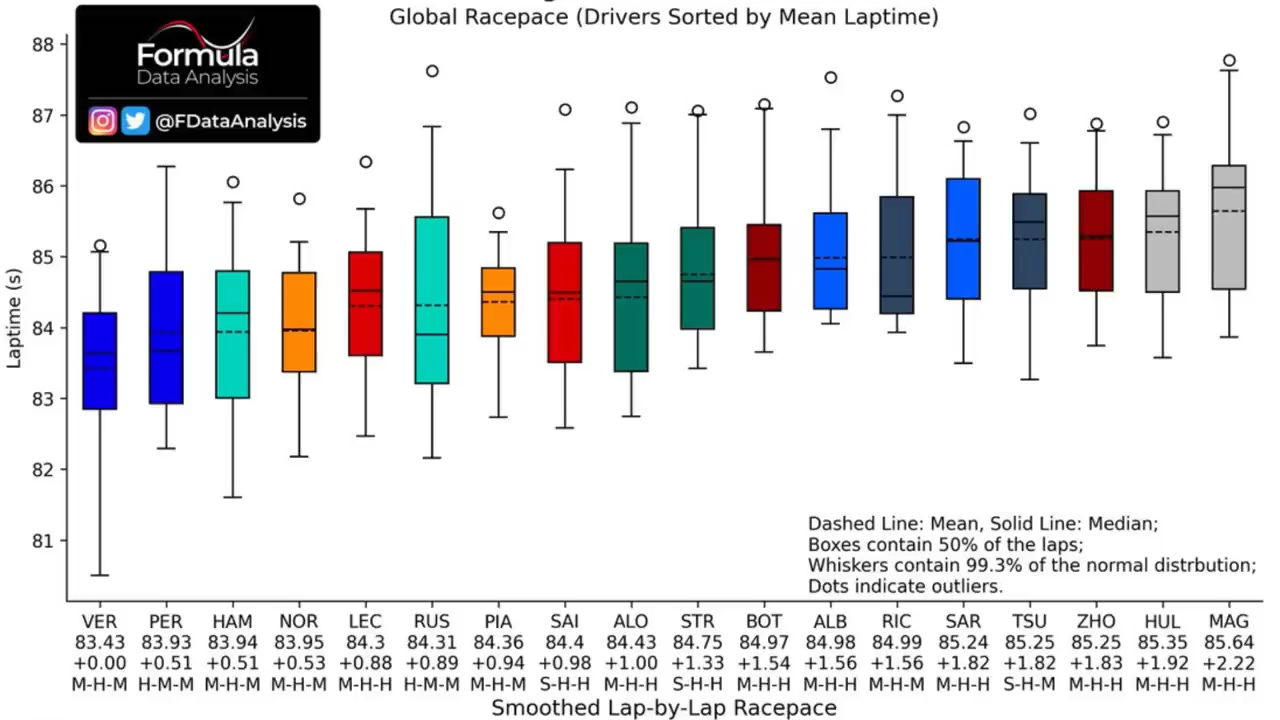 Global Racepace (Drivers Sorted by Mean Laptime)
Formula
Data Analysis
@FDataAnalysis
Laptime (s)
88
87
86
85
84
83
82
81
Dashed Line: Mean, Solid Line: Median;
Boxes contain 50% of the laps;
Whiskers contain 99.3% of the normal distrbution;
Dots indicate outliers.
VER PER HAM NOR LEC RUS PIA SAI ALO STR BOT ALB RIC SAR TSU ZHO HUL MAG
83.43 83.93 83.94 83.95 84.3 84.31 84.36 84.4 84.43 84.75 84.97 84.98 84.99 85.24 85.25 85.25 85.35 85.64
+0.00 +0.51 +0.51 +0.53 +0.88 +0.89 +0.94 +0.98 +1.00 +1.33 +1.54 +1.56 +1.56 +1.82 +1.82 +1.83 +1.92 +2.22
M-H-M H-M-M M-H-M M-H-M M-H-H H-M-M M-H-M S-H-H M-H-H S-H-H M-H-H M-H-H M-H-M M-H-H S-H-M M-H-H M-H-H M-H-H
Smoothed Lap-by-Lap Racepace